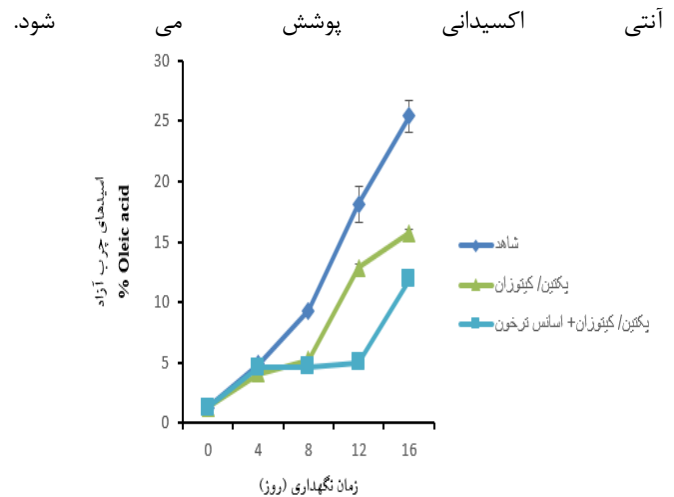 آنتی اکسیدانی پوشش می شود.
30
25
20
15
10
5
0
اسیدهای چرب آزاد
% Oleic acid
0 4 8 12 16
زمان نگهداری (روز)
شاهد
پکتین/ کیتوزان
پکتین/ کیتوزان+ اسانس ترخون